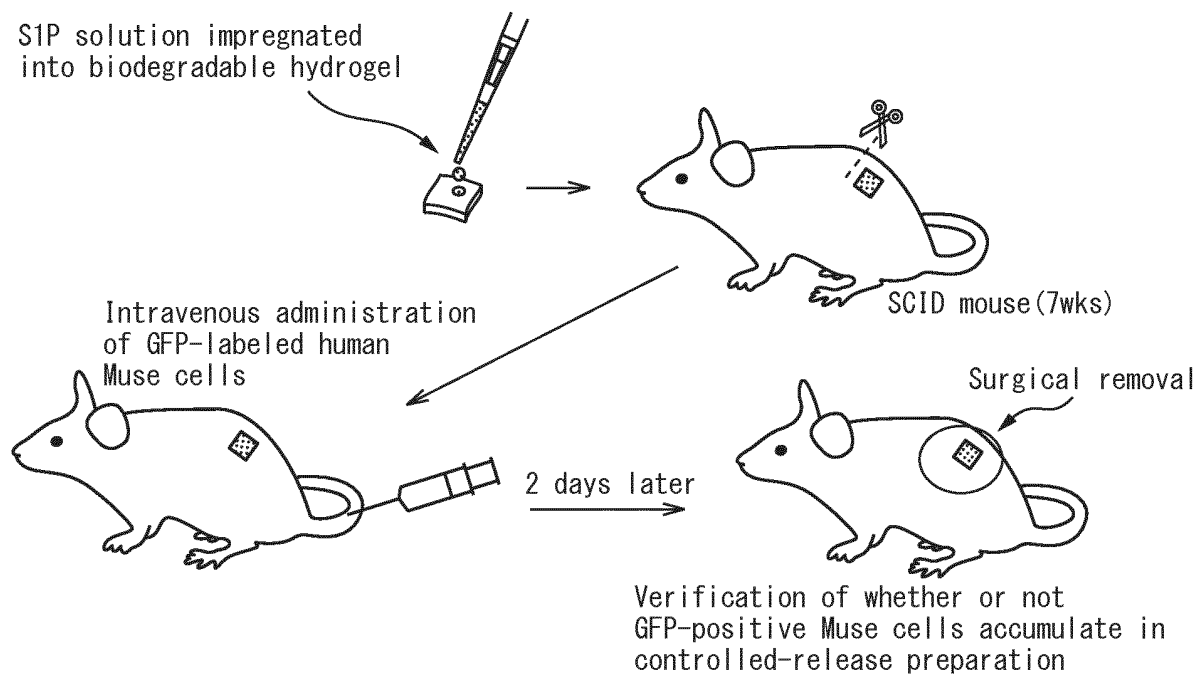 S1P solution impregnated
into biodegradable hydrogel
SCID mouse(7wks)
Intravenous administration
of GFP-labeled human
Muse cells
2 days later
Surgical removal
Verification of whether or not
GFP-positive Muse cells accumulate in
controlled-release preparation